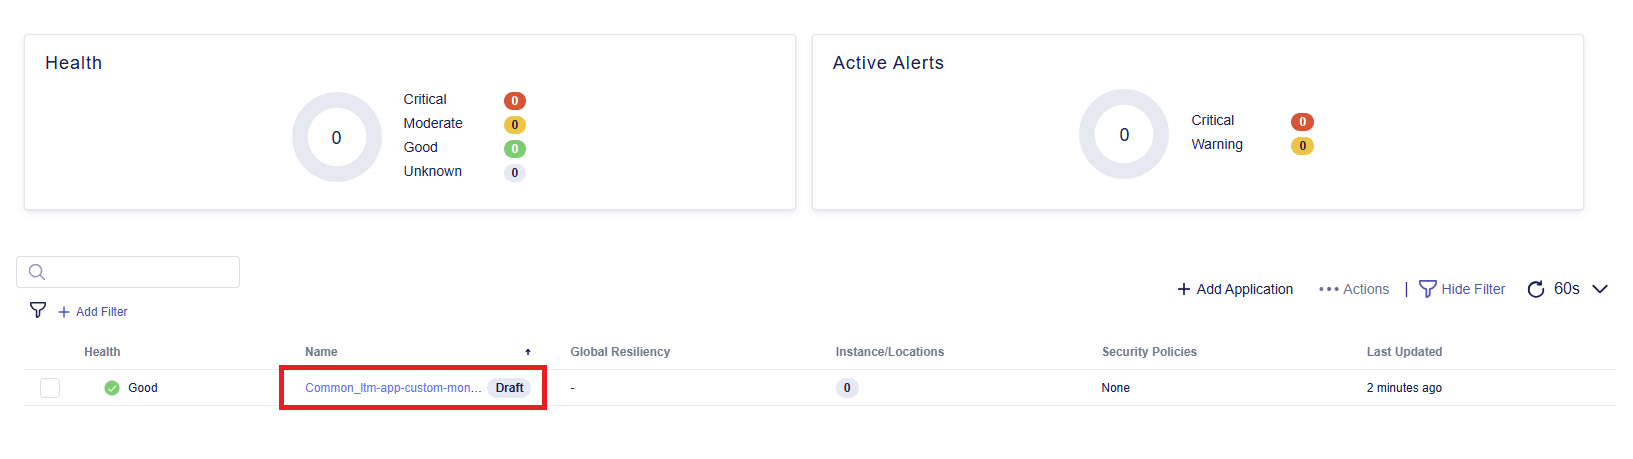 Health
0
Critical 0
Moderate 0
Good 0
Unknown 0
Active Alerts
0
Critical 0
Warning 0
+ Add Application ••• Actions | Hide Filter 60s
+ Add Filter
Health Name Global Resiliency Instance/Locations Security Policies Last Updated
Good Common_ltm-app-custom-mon... Draft - 0 None 2 minutes ago